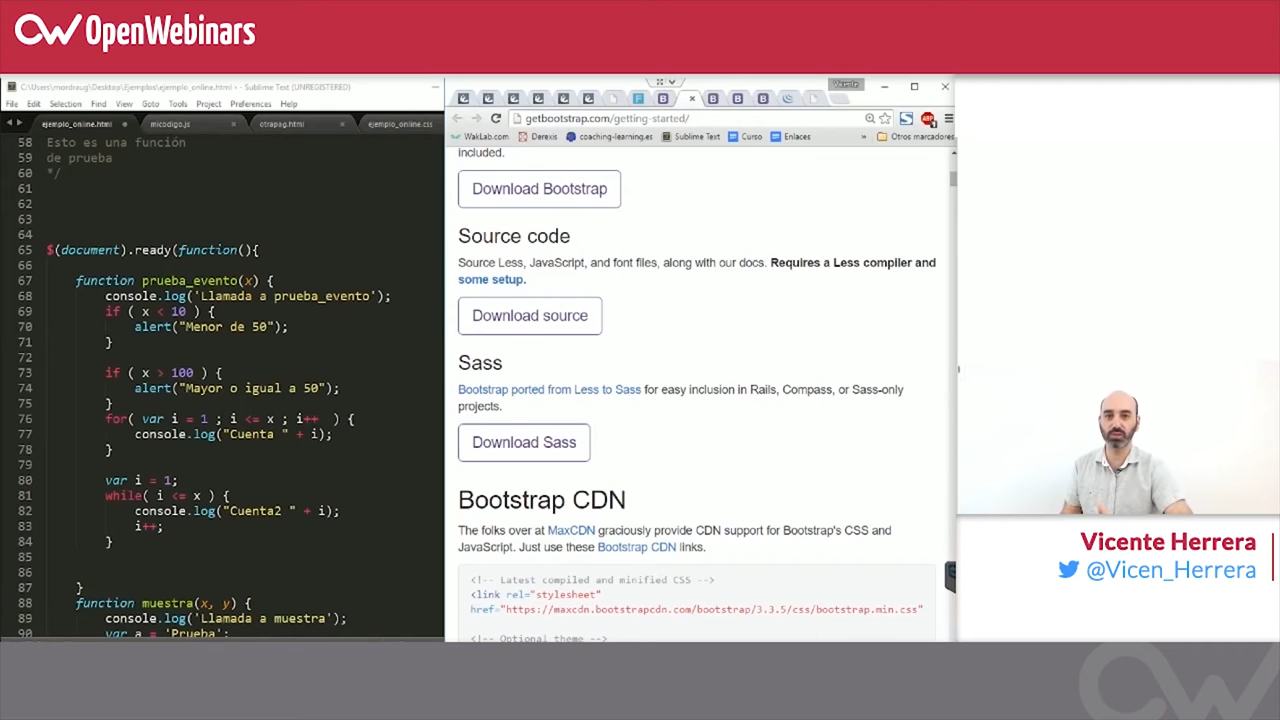 OpenWebinars
C:\Users\mordraug\Desktop\Ejemplos\ejemplo_online.html • - Sublime Text (UNREGISTERED)
File Edit Selection Find View Goto Tools Project Preferences Help
ejemplo_online.html micodigo.js × otrapag.html × ejemplo_online.css
58 Esto es una función
59 de prueba
60 */
61
62
63
64
65 $(document).ready(function(){
66
67 function prueba_evento(x) {
68 console.log('Llamada a prueba_evento');
69 if ( x < 10 ) {
70 alert("Menor de 50");
71 }
72
73 if ( x > 100 ) {
74 alert("Mayor o igual a 50");
75 }
76 for( var i = 1 ; i <= x ; i++ ) {
77 console.log("Cuenta " + i);
78 }
79
80 var i = 1;
81 while( i <= x ) {
82 console.log("Cuenta2 " + i);
83 i++;
84 }
85
86
87 }
88 function muestra(x, y) {
89 console.log('Llamada a muestra');
90 var a = 'Prueba';
Vicente
getbootstrap.com/getting-started/
WakLab.com Derexis coaching-learning.es Sublime Text Curso Enlaces » Otros marcadores
included.
Download Bootstrap
Source code
Source Less, JavaScript, and font files, along with our docs. Requires a Less compiler and
some setup.
Download source
Sass
Bootstrap ported from Less to Sass for easy inclusion in Rails, Compass, or Sass-only
projects.
Download Sass
Bootstrap CDN
The folks over at MaxCDN graciously provide CDN support for Bootstrap's CSS and
JavaScript. Just use these Bootstrap CDN links.
<!-- Latest compiled and minified CSS -->
<link rel="stylesheet"
href="https://maxcdn.bootstrapcdn.com/bootstrap/3.3.5/css/bootstrap.min.css"
<!-- Optional theme -->
Vicente Herrera
@Vicen_Herrera